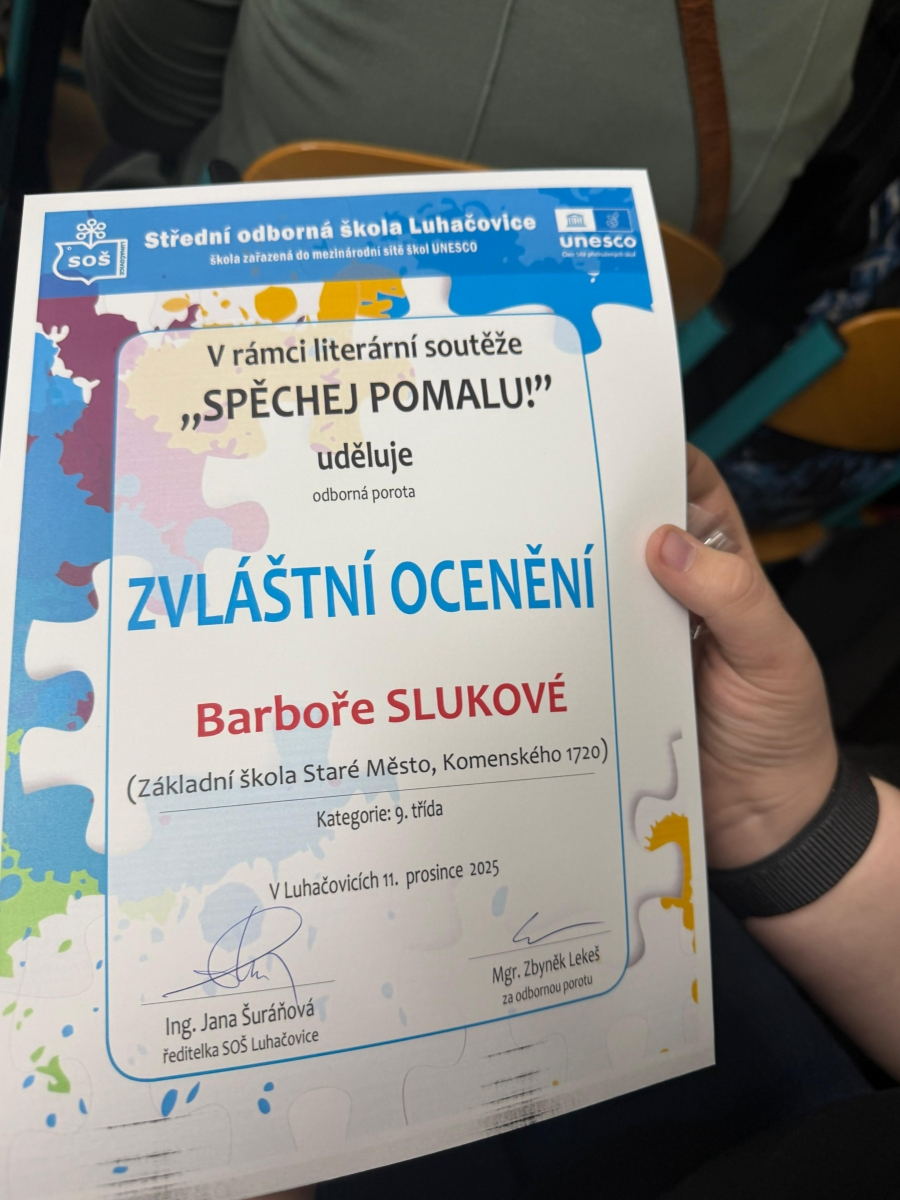 Střední odborná škola Luhačovice
škola zařazená do mezinárodní sítě škol UNESCO
SOŠ
unesco
V rámci literární soutěže
„SPĚCHEJ POMALU!”
uděluje
odborná porota
ZVLÁŠTNÍ OCENĚNÍ
Barboře SLUKOVÉ
(Základní škola Staré Město, Komenského 1720)
Kategorie: 9. třída
V Luhačovicích 11. prosince 2025
Ing. Jana Šuráňová
ředitelka SOŠ Luhačovice
Mgr. Zbyněk Lekeš
za odbornou porotu